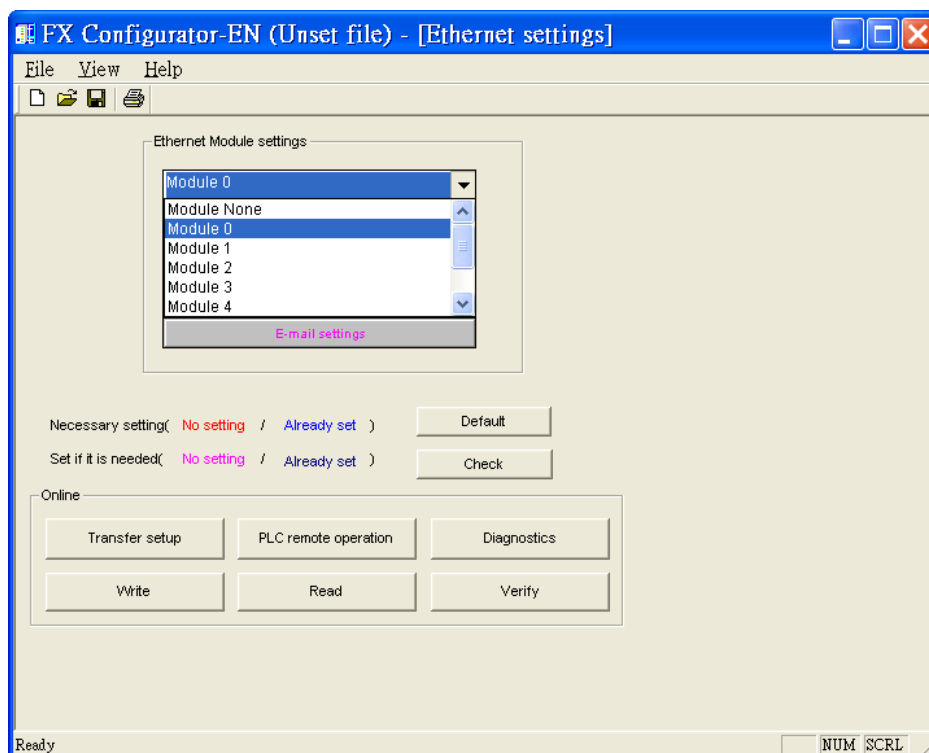 FX Configurator-EN (Unset file) - [Ethernet settings]
File View Help
Ethernet Module settings
Module 0
Module None
Module 0
Module 1
Module 2
Module 3
Module 4
E-mail settings
Necessary setting( No setting / Already set ) Default
Set if it is needed( No setting / Already set ) Check
Online
Transfer setup PLC remote operation Diagnostics
Write Read Verify
Ready NUM SCRL